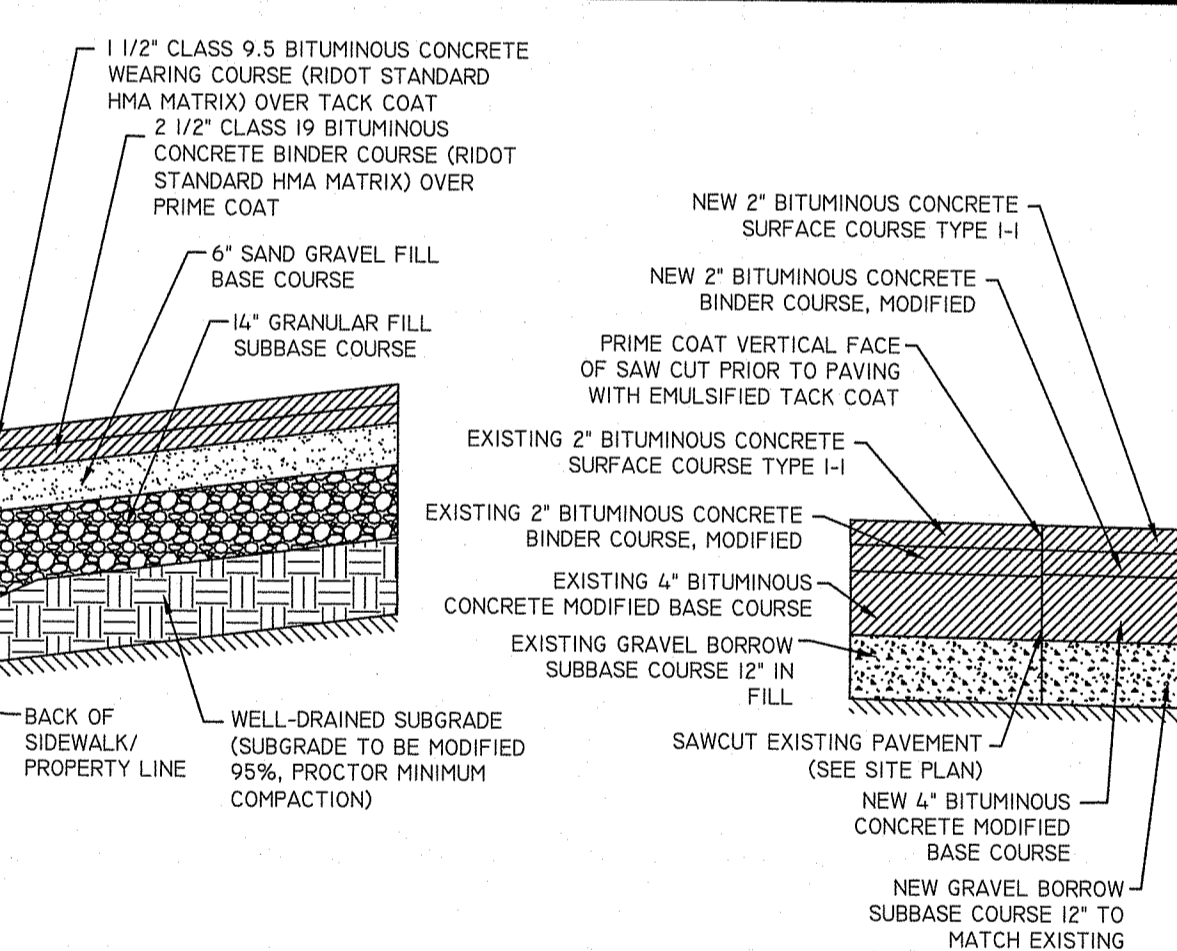 1 1/2" CLASS 9.5 BITUMINOUS CONCRETE
WEARING COURSE (RIDOT STANDARD
HMA MATRIX) OVER TACK COAT
2 1/2" CLASS 19 BITUMINOUS
CONCRETE BINDER COURSE (RIDOT
STANDARD HMA MATRIX) OVER
PRIME COAT
6" SAND GRAVEL FILL
BASE COURSE
14" GRANULAR FILL
SUBBASE COURSE
BACK OF
SIDEWALK/
PROPERTY LINE
WELL-DRAINED SUBGRADE
(SUBGRADE TO BE MODIFIED
95%, PROCTOR MINIMUM
COMPACTION)
NEW 2" BITUMINOUS CONCRETE
SURFACE COURSE TYPE I-1
NEW 2" BITUMINOUS CONCRETE
BINDER COURSE, MODIFIED
PRIME COAT VERTICAL FACE
OF SAW CUT PRIOR TO PAVING
WITH EMULSIFIED TACK COAT
EXISTING 2" BITUMINOUS CONCRETE
SURFACE COURSE TYPE I-1
EXISTING 2" BITUMINOUS CONCRETE
BINDER COURSE, MODIFIED
EXISTING 4" BITUMINOUS
CONCRETE MODIFIED BASE COURSE
EXISTING GRAVEL BORROW
SUBBASE COURSE 12" IN
FILL
SAWCUT EXISTING PAVEMENT
(SEE SITE PLAN)
NEW 4" BITUMINOUS
CONCRETE MODIFIED
BASE COURSE
NEW GRAVEL BORROW
SUBBASE COURSE 12" TO
MATCH EXISTING